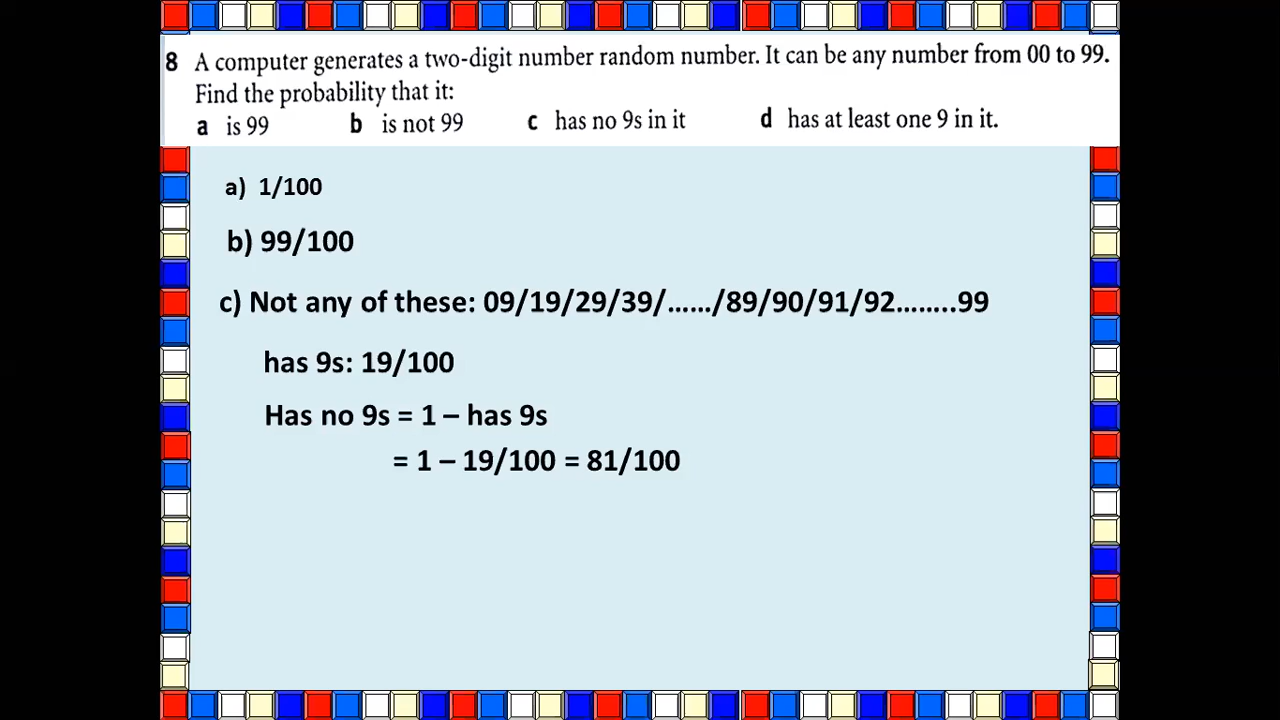 8 A computer generates a two-digit number random number. It can be any number from 00 to 99.
Find the probability that it:
a is 99 b is not 99 c has no 9s in it d has at least one 9 in it.
a) 1/100
b) 99/100
c) Not any of these: 09/19/29/39/……/89/90/91/92……..99
has 9s: 19/100
Has no 9s = 1 – has 9s
= 1 – 19/100 = 81/100